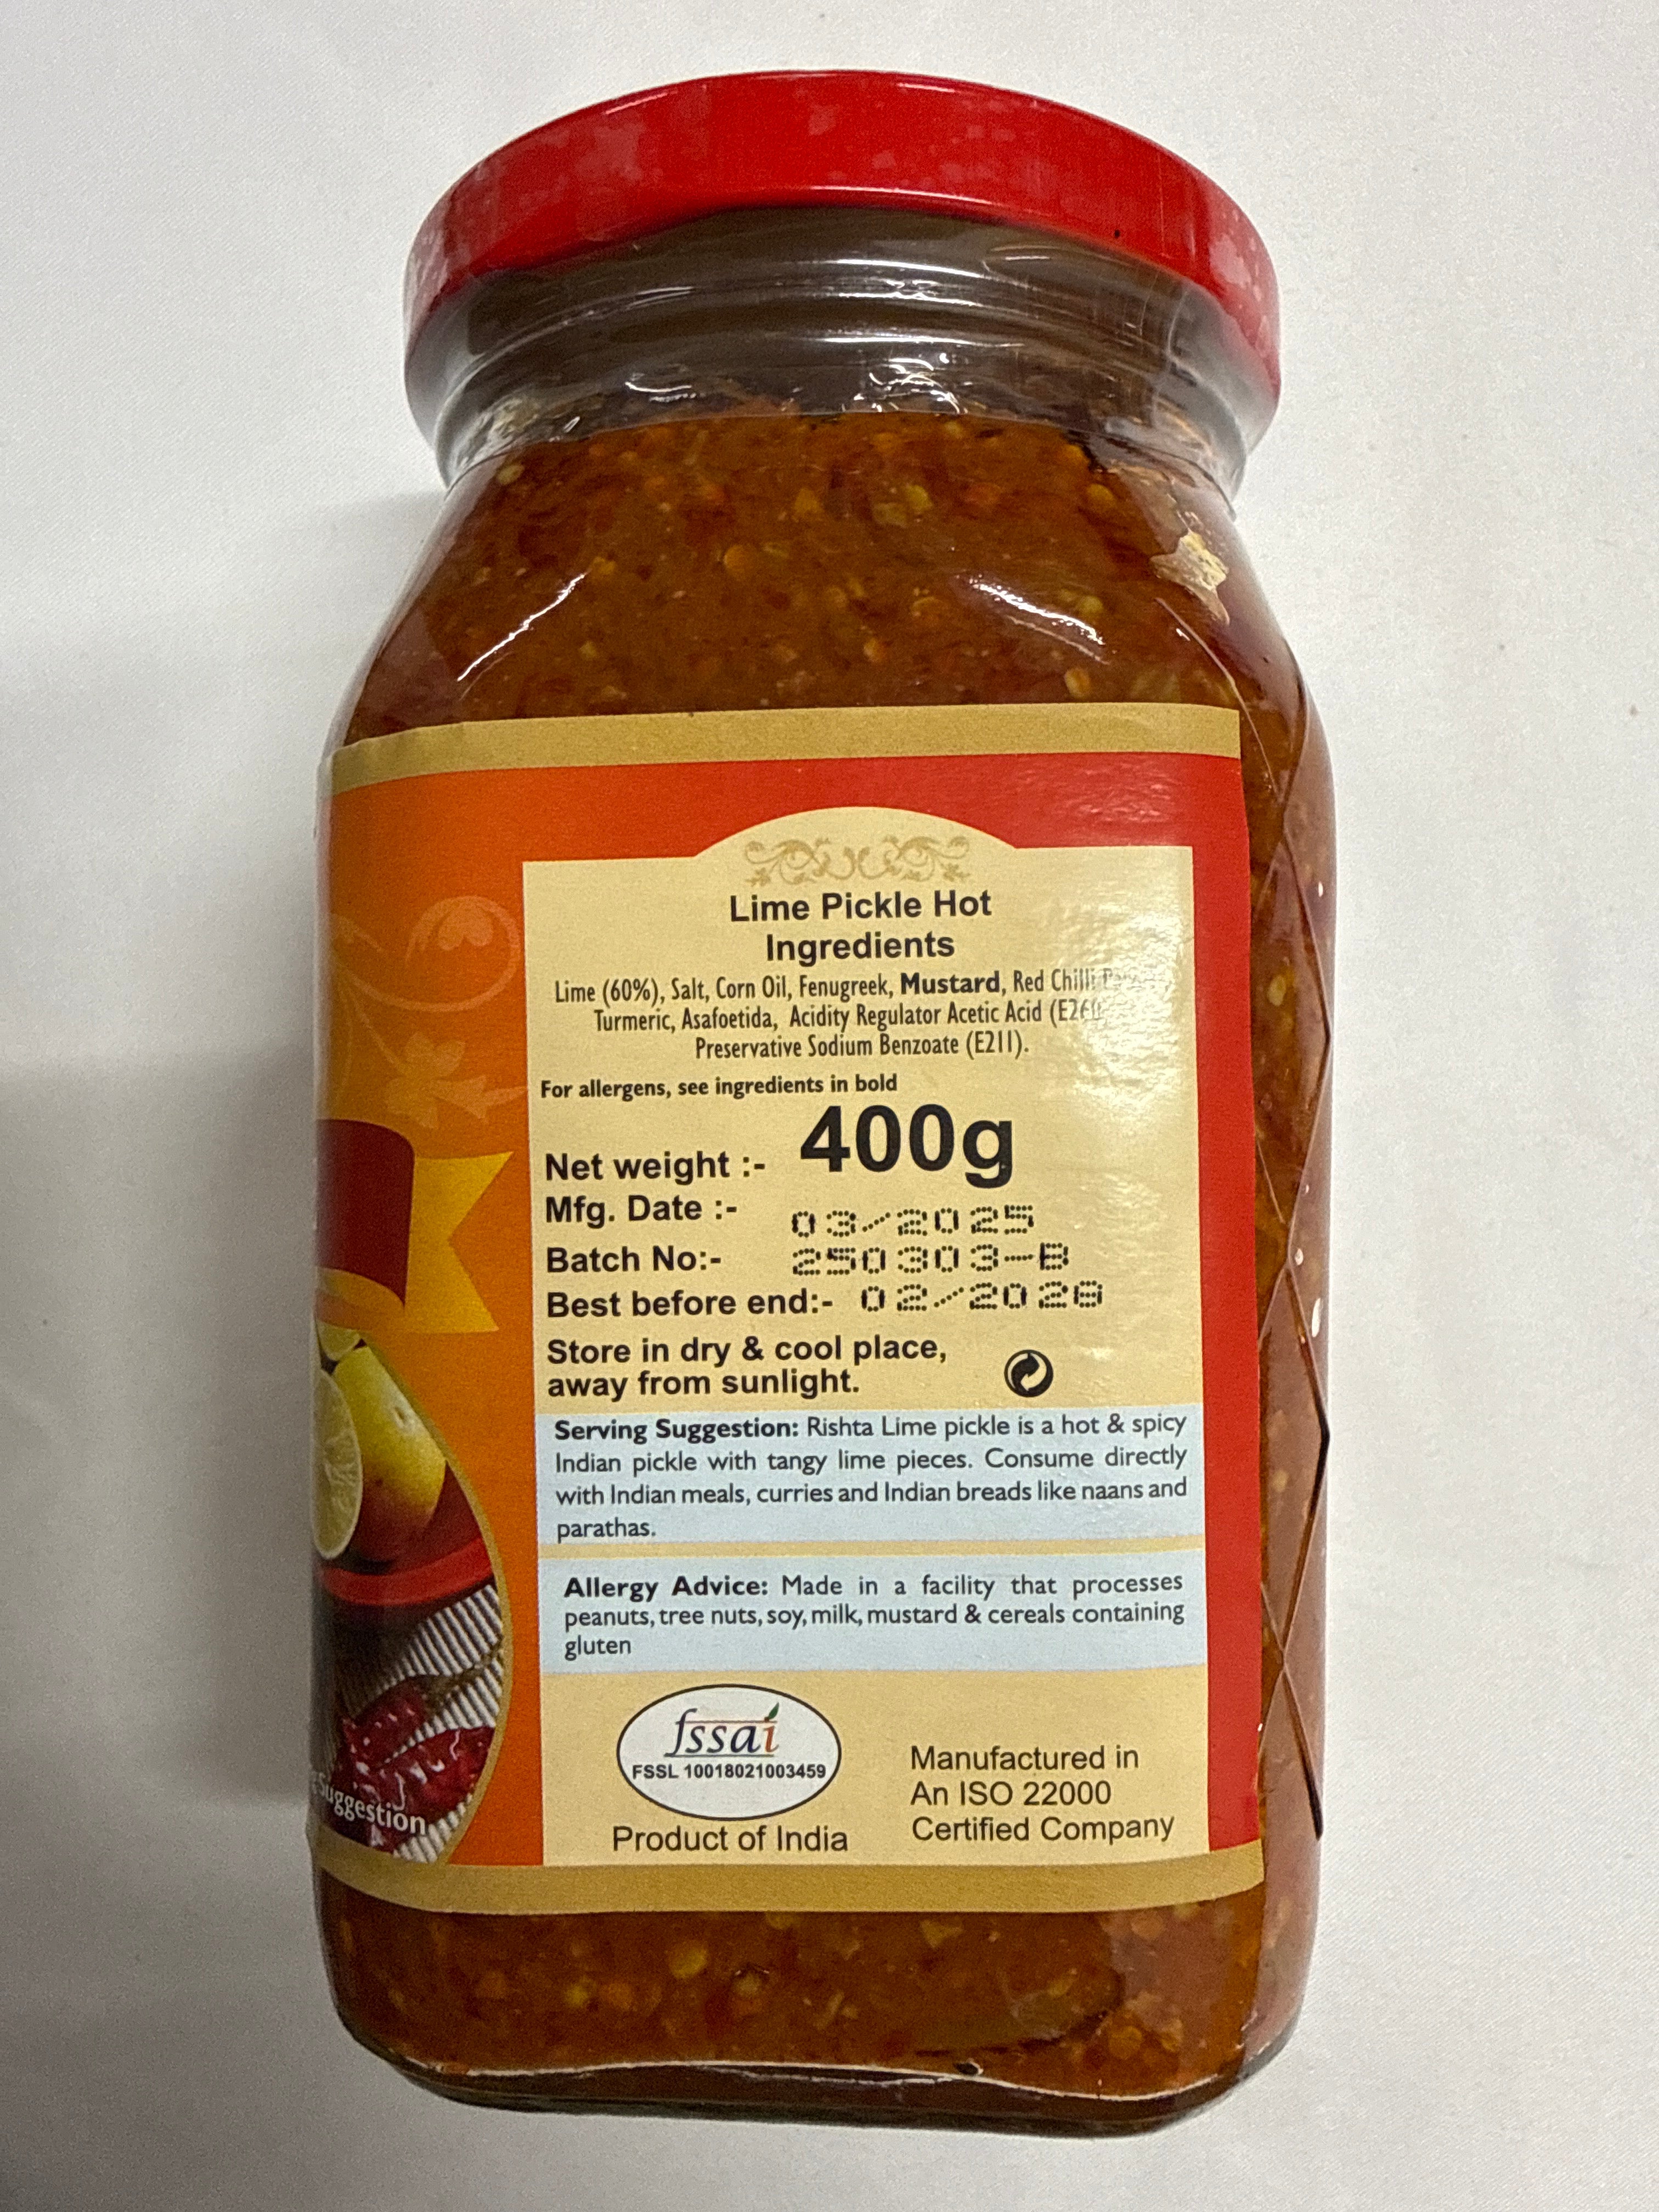 Lime Pickle Hot
Ingredients
Lime (60%), Salt, Corn Oil, Fenugreek, Mustard, Red Chilli
Turmeric, Asafoetida, Acidity Regulator Acetic Acid (E260
Preservative Sodium Benzoate (E211).
For allergens, see ingredients in bold
Net weight :- 400g
Mfg. Date :- 03/2025
Batch No:- 250303-B
Best before end:- 02/2028
Store in dry & cool place,
away from sunlight.
Serving Suggestion: Rishta Lime pickle is a hot & spicy
Indian pickle with tangy lime pieces. Consume directly
with Indian meals, curries and Indian breads like naans and
parathas.
Allergy Advice: Made in a facility that processes
peanuts, tree nuts, soy, milk, mustard & cereals containing
gluten
fssai
FSSL 10018021003459
Product of India
Manufactured in
An ISO 22000
Certified Company
Suggestion